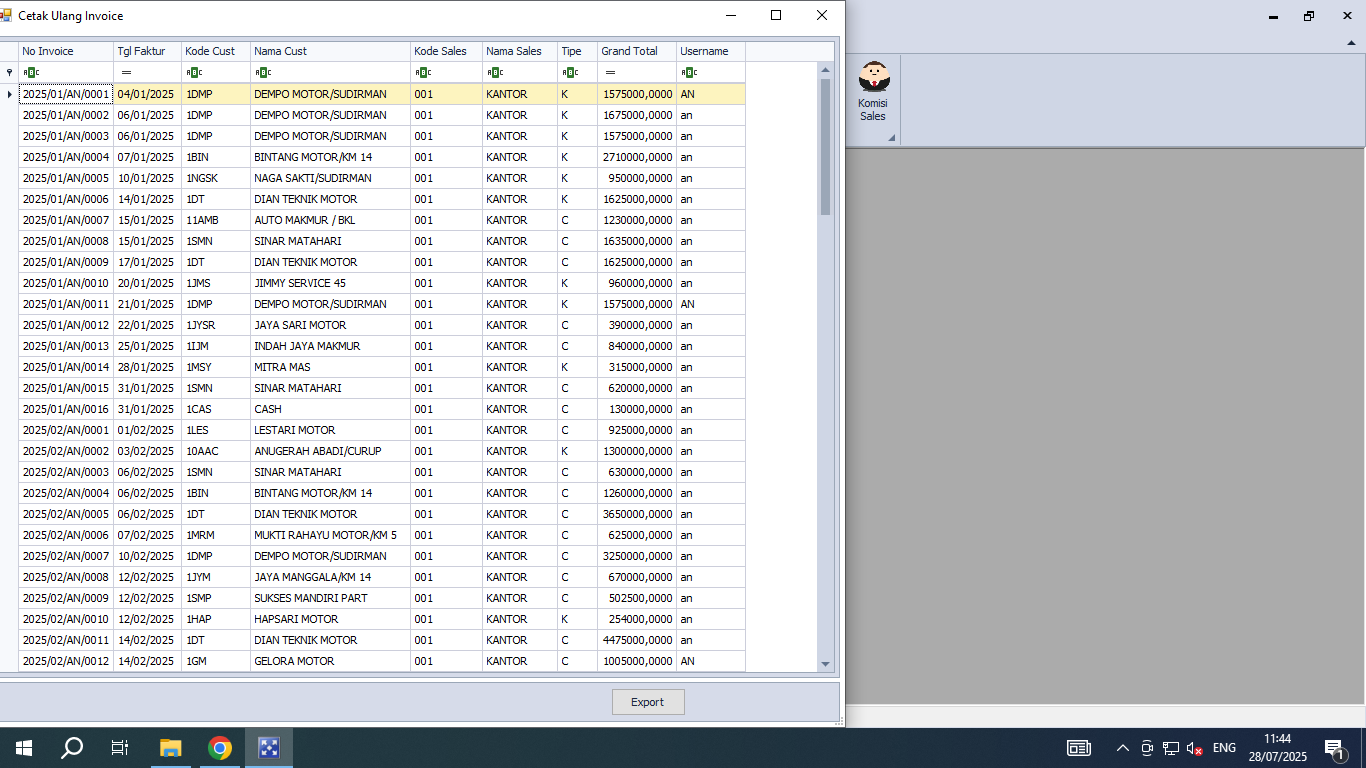 Cetak Ulang Invoice
No Invoice Tgl Faktur Kode Cust Nama Cust Kode Sales Nama Sales Tipe Grand Total Username
2025/01/AN/0001 04/01/2025 1DMP DEMPO MOTOR/SUDIRMAN 001 KANTOR K 1575000,0000 AN
2025/01/AN/0002 06/01/2025 1DMP DEMPO MOTOR/SUDIRMAN 001 KANTOR K 1675000,0000 an
2025/01/AN/0003 06/01/2025 1DMP DEMPO MOTOR/SUDIRMAN 001 KANTOR K 1575000,0000 an
2025/01/AN/0004 07/01/2025 1BIN BINTANG MOTOR/KM 14 001 KANTOR K 2710000,0000 an
2025/01/AN/0005 10/01/2025 1NGSK NAGA SAKTI/SUDIRMAN 001 KANTOR K 950000,0000 an
2025/01/AN/0006 14/01/2025 1DT DIAN TEKNIK MOTOR 001 KANTOR K 1625000,0000 an
2025/01/AN/0007 15/01/2025 11AMB AUTO MAKMUR / BKL 001 KANTOR C 1230000,0000 an
2025/01/AN/0008 15/01/2025 1SMN SINAR MATAHARI 001 KANTOR C 1635000,0000 an
2025/01/AN/0009 17/01/2025 1DT DIAN TEKNIK MOTOR 001 KANTOR C 1625000,0000 an
2025/01/AN/0010 20/01/2025 1JMS JIMMY SERVICE 45 001 KANTOR K 960000,0000 an
2025/01/AN/0011 21/01/2025 1DMP DEMPO MOTOR/SUDIRMAN 001 KANTOR K 1575000,0000 AN
2025/01/AN/0012 22/01/2025 1JYSR JAYA SARI MOTOR 001 KANTOR C 390000,0000 an
2025/01/AN/0013 25/01/2025 1IJM INDAH JAYA MAKMUR 001 KANTOR C 840000,0000 an
2025/01/AN/0014 28/01/2025 1MSY MITRA MAS 001 KANTOR K 315000,0000 an
2025/01/AN/0015 31/01/2025 1SMN SINAR MATAHARI 001 KANTOR C 620000,0000 an
2025/01/AN/0016 31/01/2025 1CAS CASH 001 KANTOR C 130000,0000 an
2025/02/AN/0001 01/02/2025 1LES LESTARI MOTOR 001 KANTOR C 925000,0000 an
2025/02/AN/0002 03/02/2025 10AAC ANUGERAH ABADI/CURUP 001 KANTOR K 1300000,0000 an
2025/02/AN/0003 06/02/2025 1SMN SINAR MATAHARI 001 KANTOR C 630000,0000 an
2025/02/AN/0004 06/02/2025 1BIN BINTANG MOTOR/KM 14 001 KANTOR C 1260000,0000 an
2025/02/AN/0005 06/02/2025 1DT DIAN TEKNIK MOTOR 001 KANTOR C 3650000,0000 an
2025/02/AN/0006 07/02/2025 1MRM MUKTI RAHAYU MOTOR/KM 5 001 KANTOR C 625000,0000 an
2025/02/AN/0007 10/02/2025 1DMP DEMPO MOTOR/SUDIRMAN 001 KANTOR C 3250000,0000 an
2025/02/AN/0008 12/02/2025 1JYM JAYA MANGGALA/KM 14 001 KANTOR C 670000,0000 an
2025/02/AN/0009 12/02/2025 1SMP SUKSES MANDIRI PART 001 KANTOR C 502500,0000 an
2025/02/AN/0010 12/02/2025 1HAP HAPSARI MOTOR 001 KANTOR K 254000,0000 an
2025/02/AN/0011 14/02/2025 1DT DIAN TEKNIK MOTOR 001 KANTOR C 4475000,0000 an
2025/02/AN/0012 14/02/2025 1GM GELORA MOTOR 001 KANTOR C 1005000,0000 AN
Export
Komisi
Sales
ENG
11:44
28/07/2025
1